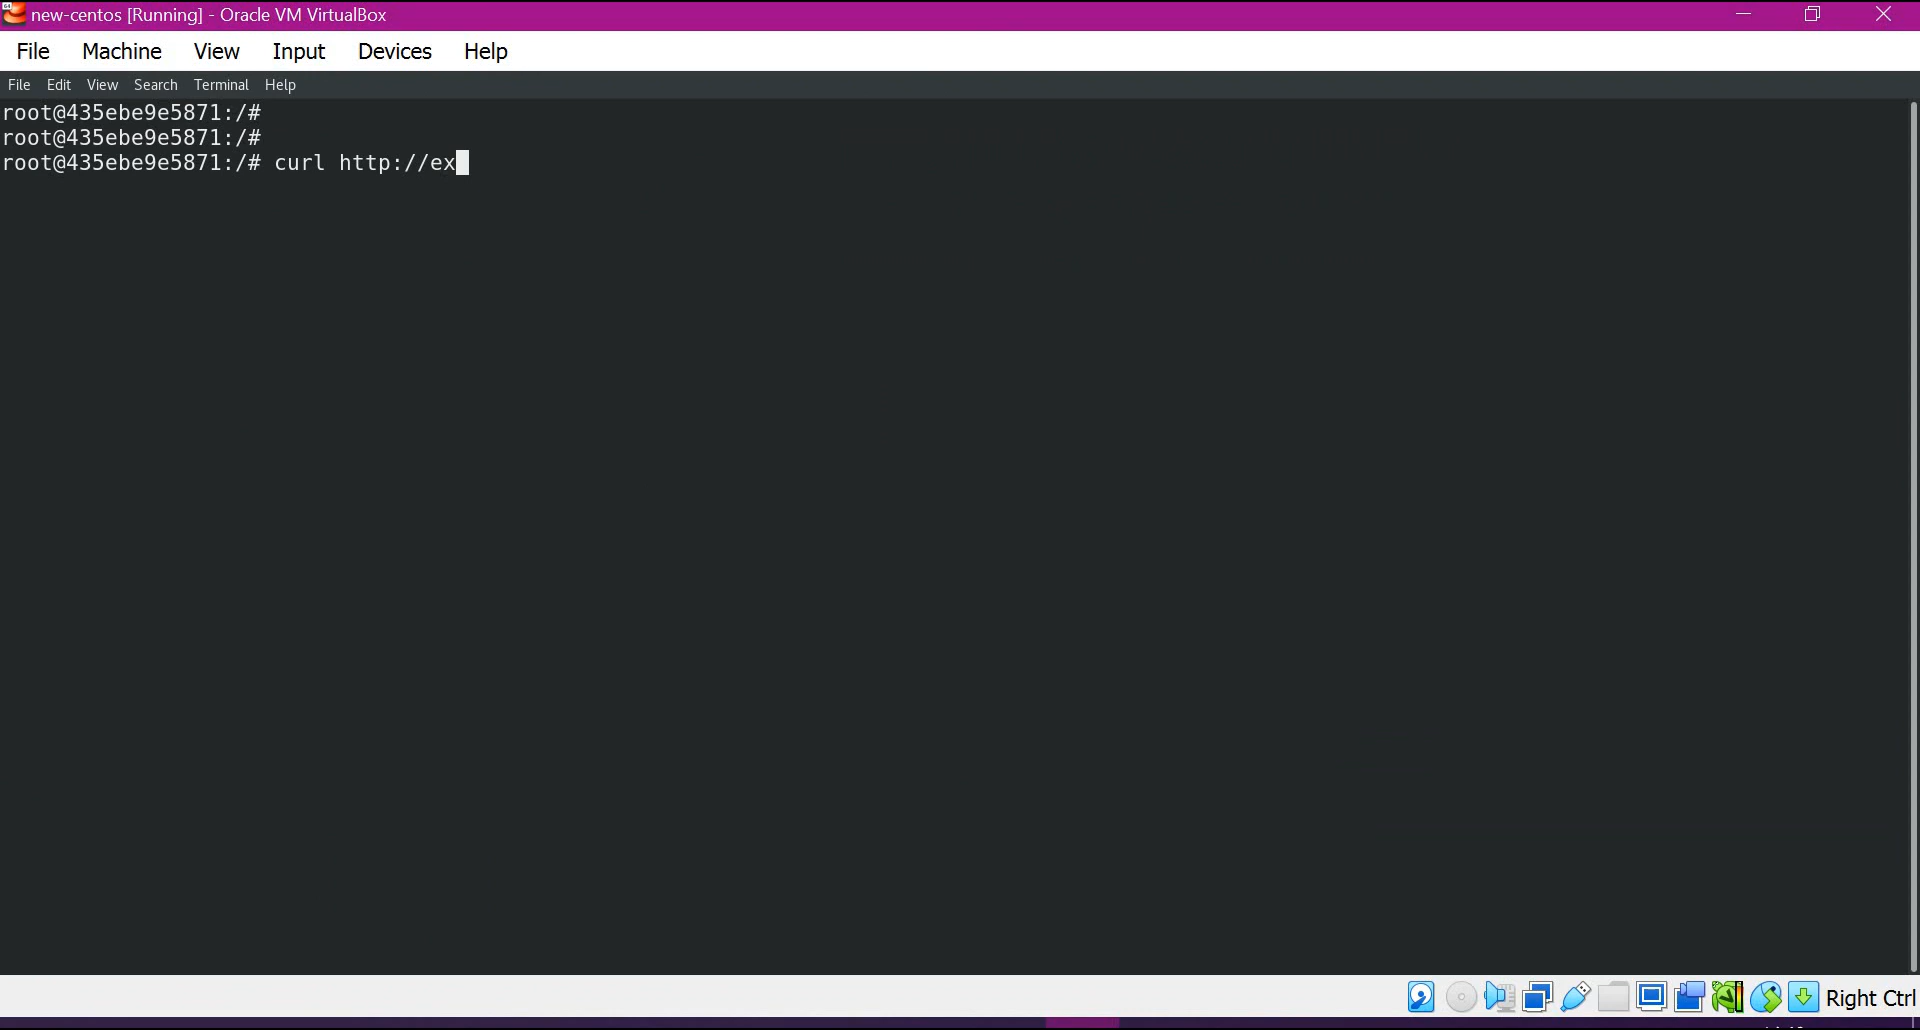 new-centos [Running] - Oracle VM VirtualBox
File Machine View Input Devices Help
File Edit View Search Terminal Help
root@435ebe9e5871:/#
root@435ebe9e5871:/#
root@435ebe9e5871:/# curl http://ex
Right Ctrl